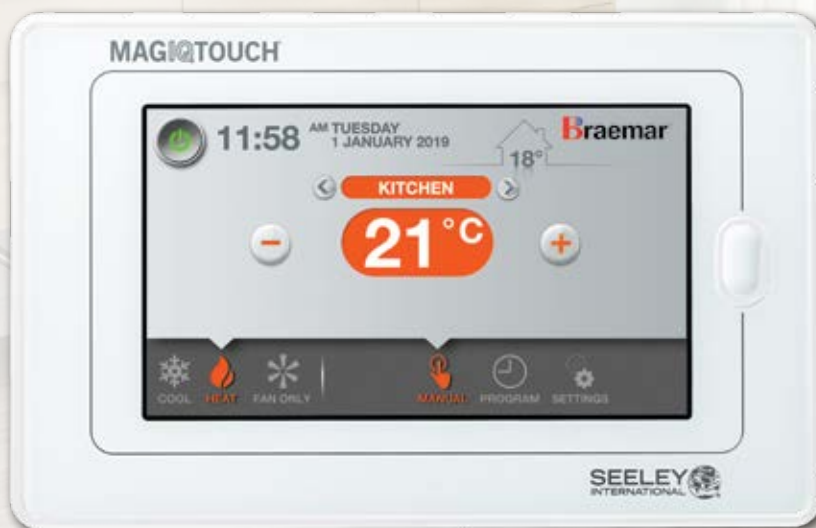 MAGIQTOUCH
11:58 AM TUESDAY
1 JANUARY 2019
18°
Braemar
KITCHEN
21°C
COOL
HEAT
FAN ONLY
MANUAL
PROGRAM
SETTINGS
SEELEY
INTERNATIONAL